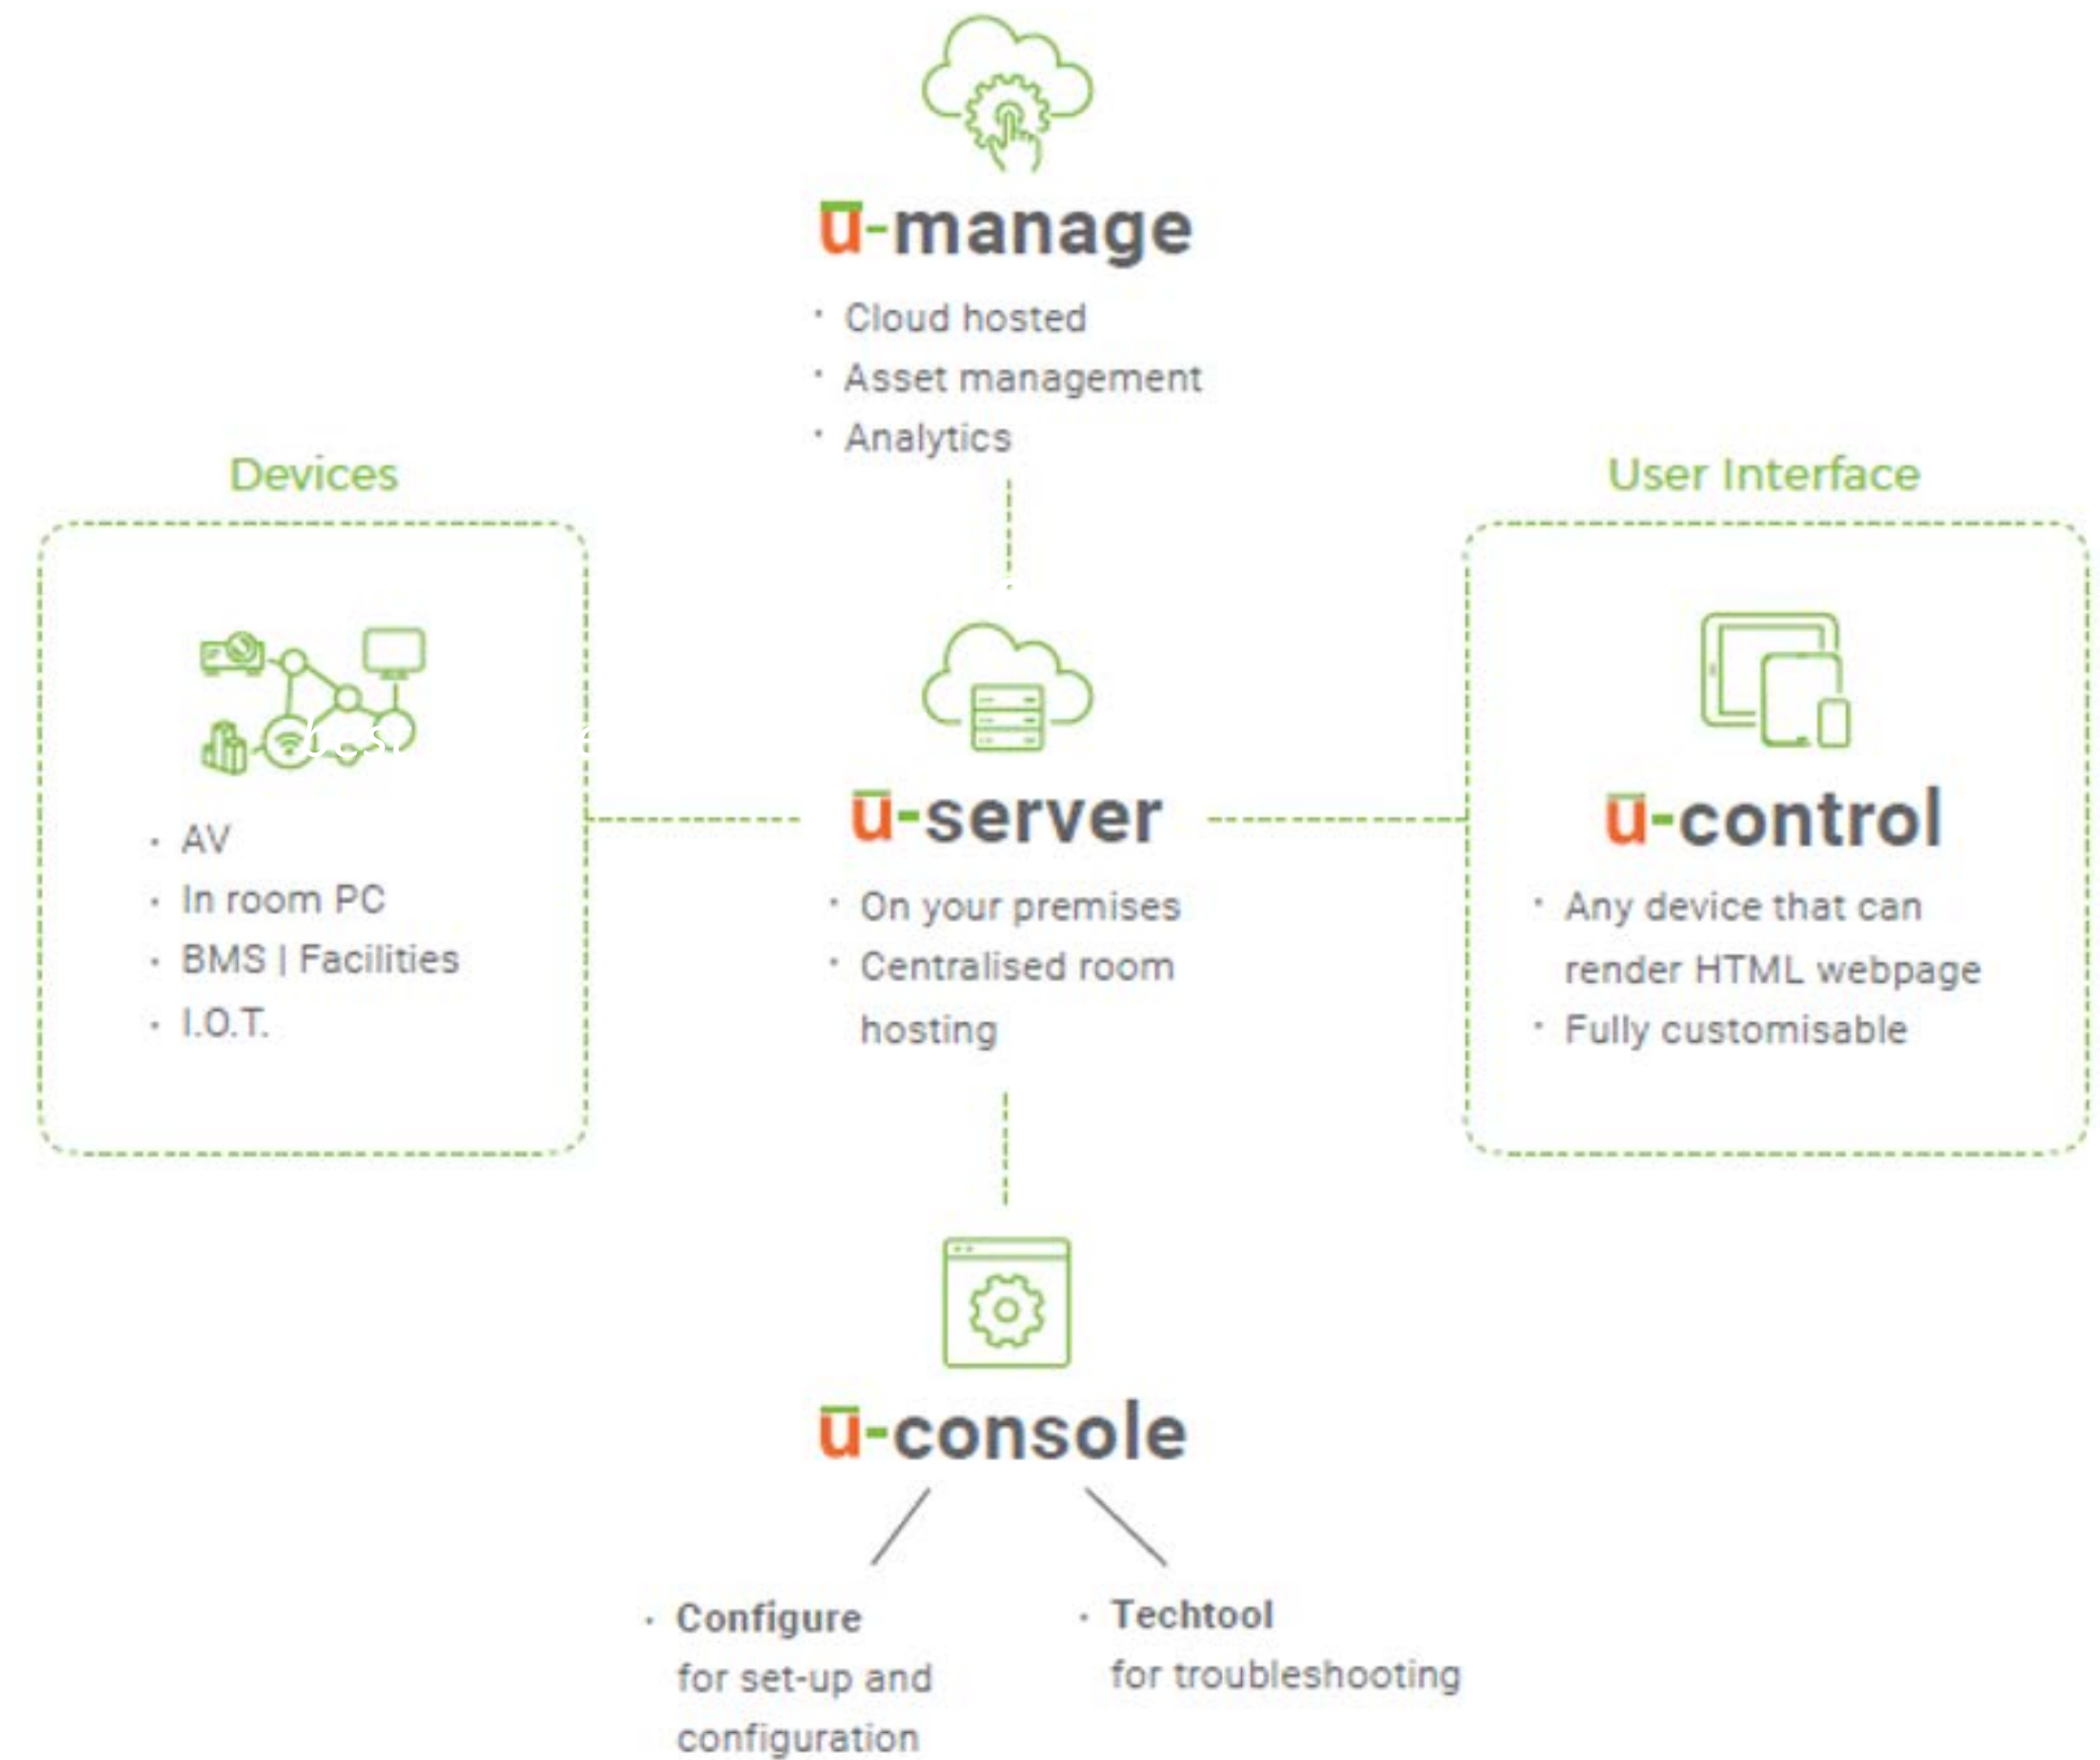 ū-manage
· Cloud hosted
· Asset management
· Analytics
Devices
· AV
· In room PC
· BMS | Facilities
· I.O.T.
ū-server
· On your premises
· Centralised room
hosting
User Interface
ū-control
· Any device that can
render HTML webpage
· Fully customisable
ū-console
· Configure
for set-up and
configuration
· Techtool
for troubleshooting